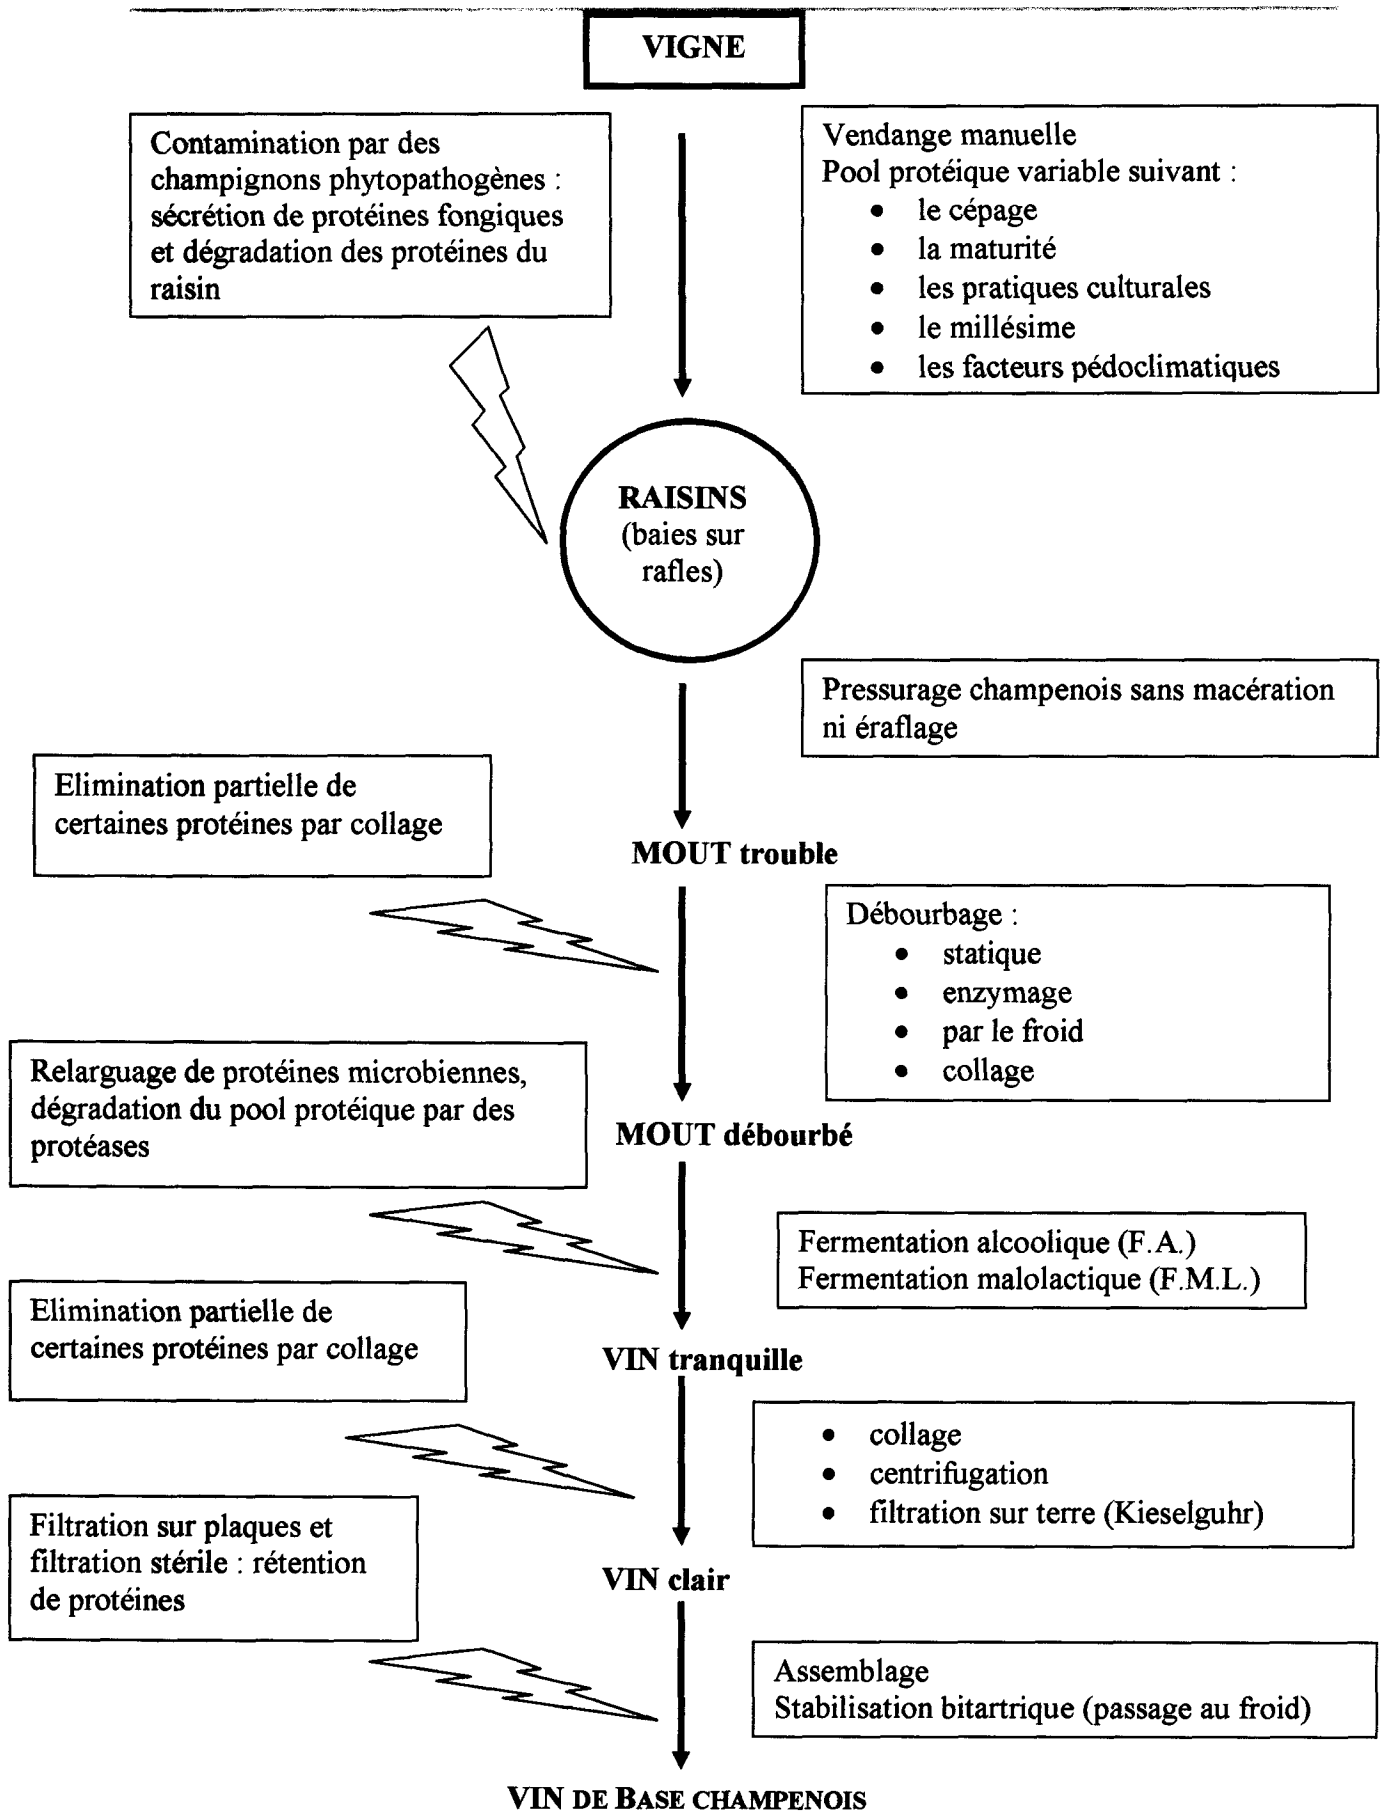 VIGNE
Contamination par des
champignons phytopathogènes :
sécrétion de protéines fongiques
et dégradation des protéines du
raisin
Vendange manuelle
Pool protéique variable suivant :
• le cépage
• la maturité
• les pratiques culturales
• le millésime
• les facteurs pédoclimatiques
RAISINS
(baies sur
rafles)
Pressurage champenois sans macération
ni éraflage
Elimination partielle de
certaines protéines par collage
MOUT trouble
Débourbage :
• statique
• enzymage
• par le froid
• collage
Relarguage de protéines microbiennes,
dégradation du pool protéique par des
protéases
MOUT débourbé
Fermentation alcoolique (F.A.)
Fermentation malolactique (F.M.L.)
Elimination partielle de
certaines protéines par collage
VIN tranquille
• collage
• centrifugation
• filtration sur terre (Kieselguhr)
Filtration sur plaques et
filtration stérile : rétention
de protéines
VIN clair
Assemblage
Stabilisation bitartrique (passage au froid)
VIN DE BASE CHAMPENOIS